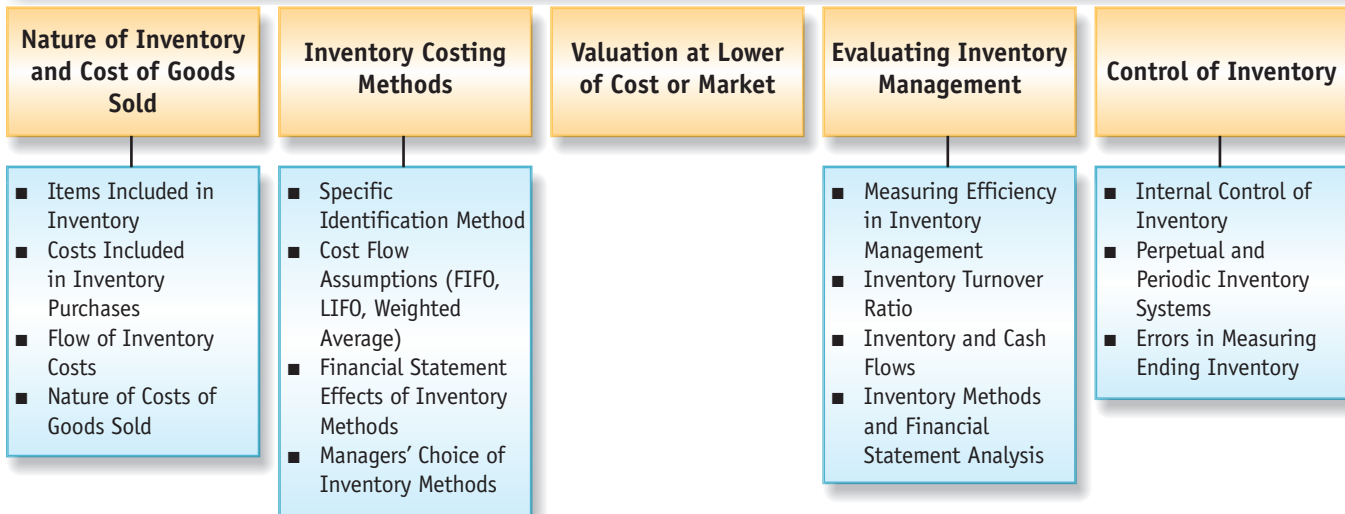 Nature of Inventory
and Cost of Goods
Sold
■ Items Included in
Inventory
■ Costs Included
in Inventory
Purchases
■ Flow of Inventory
Costs
■ Nature of Costs of
Goods Sold
Inventory Costing
Methods
■ Specific
Identification Method
■ Cost Flow
Assumptions (FIFO,
LIFO, Weighted
Average)
■ Financial Statement
Effects of Inventory
Methods
■ Managers’ Choice of
Inventory Methods
Valuation at Lower
of Cost or Market
Evaluating Inventory
Management
■ Measuring Efficiency
in Inventory
Management
■ Inventory Turnover
Ratio
■ Inventory and Cash
Flows
■ Inventory Methods
and Financial
Statement Analysis
Control of Inventory
■ Internal Control of
Inventory
■ Perpetual and
Periodic Inventory
Systems
■ Errors in Measuring
Ending Inventory